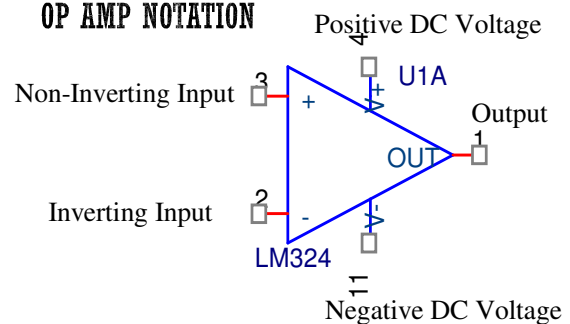 OP AMP NOTATION
Positive DC Voltage
4
U1A
3
Non-Inverting Input
+
V+
Output
1
OUT
2
Inverting Input
-
V-
LM324
11
Negative DC Voltage